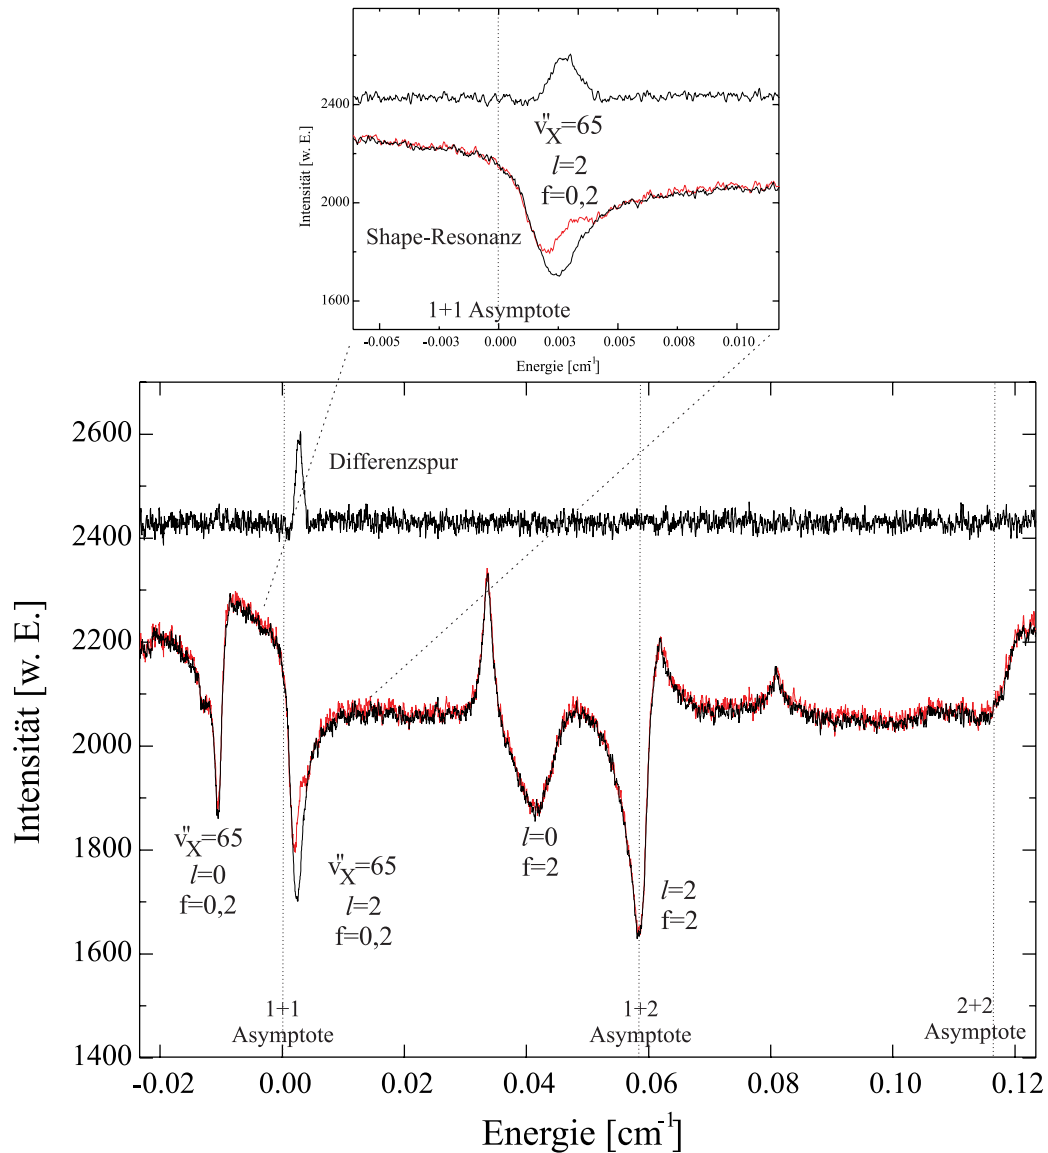 2400
2000
1600
Intensität [w. E.]
v"X=65
l=2
f=0,2
Shape-Resonanz
1+1 Asymptote
-0.005
-0.003
0.000
0.003
0.005
0.008
0.010
Energie [cm-1]
2600
2400
2200
2000
1800
1600
1400
Intensität [w. E.]
Differenzspur
v"X=65
l=0
f=0,2
v"X=65
l=2
f=0,2
l=0
f=2
l=2
f=2
1+1
Asymptote
1+2
Asymptote
2+2
Asymptote
-0.02
0.00
0.02
0.04
0.06
0.08
0.10
0.12
Energie [cm-1]